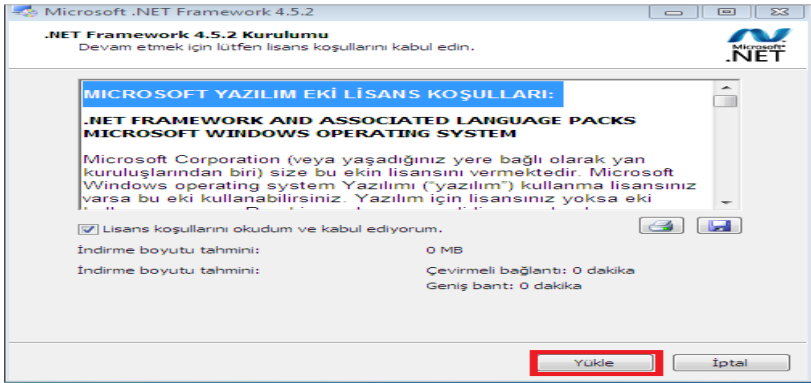 Microsoft .NET Framework 4.5.2
.NET Framework 4.5.2 Kurulumu
Devam etmek için lütfen lisans koşullarını kabul edin.
Microsoft®
.NET
MICROSOFT YAZILIM EKİ LİSANS KOŞULLARI:
.NET FRAMEWORK AND ASSOCIATED LANGUAGE PACKS
MICROSOFT WINDOWS OPERATING SYSTEM
Microsoft Corporation (veya yaşadığınız yere bağlı olarak yan
kuruluşlarından biri) size bu ekin lisansını vermektedir. Microsoft
Windows operating system Yazılımı (“yazılım”) kullanma lisansınız
varsa bu eki kullanabilirsiniz. Yazılım için lisansınız yoksa eki
Lisans koşullarını okudum ve kabul ediyorum.
İndirme boyutu tahmini: 0 MB
İndirme boyutu tahmini: Çevirmeli bağlantı: 0 dakika
Geniş bant: 0 dakika
Yükle İptal